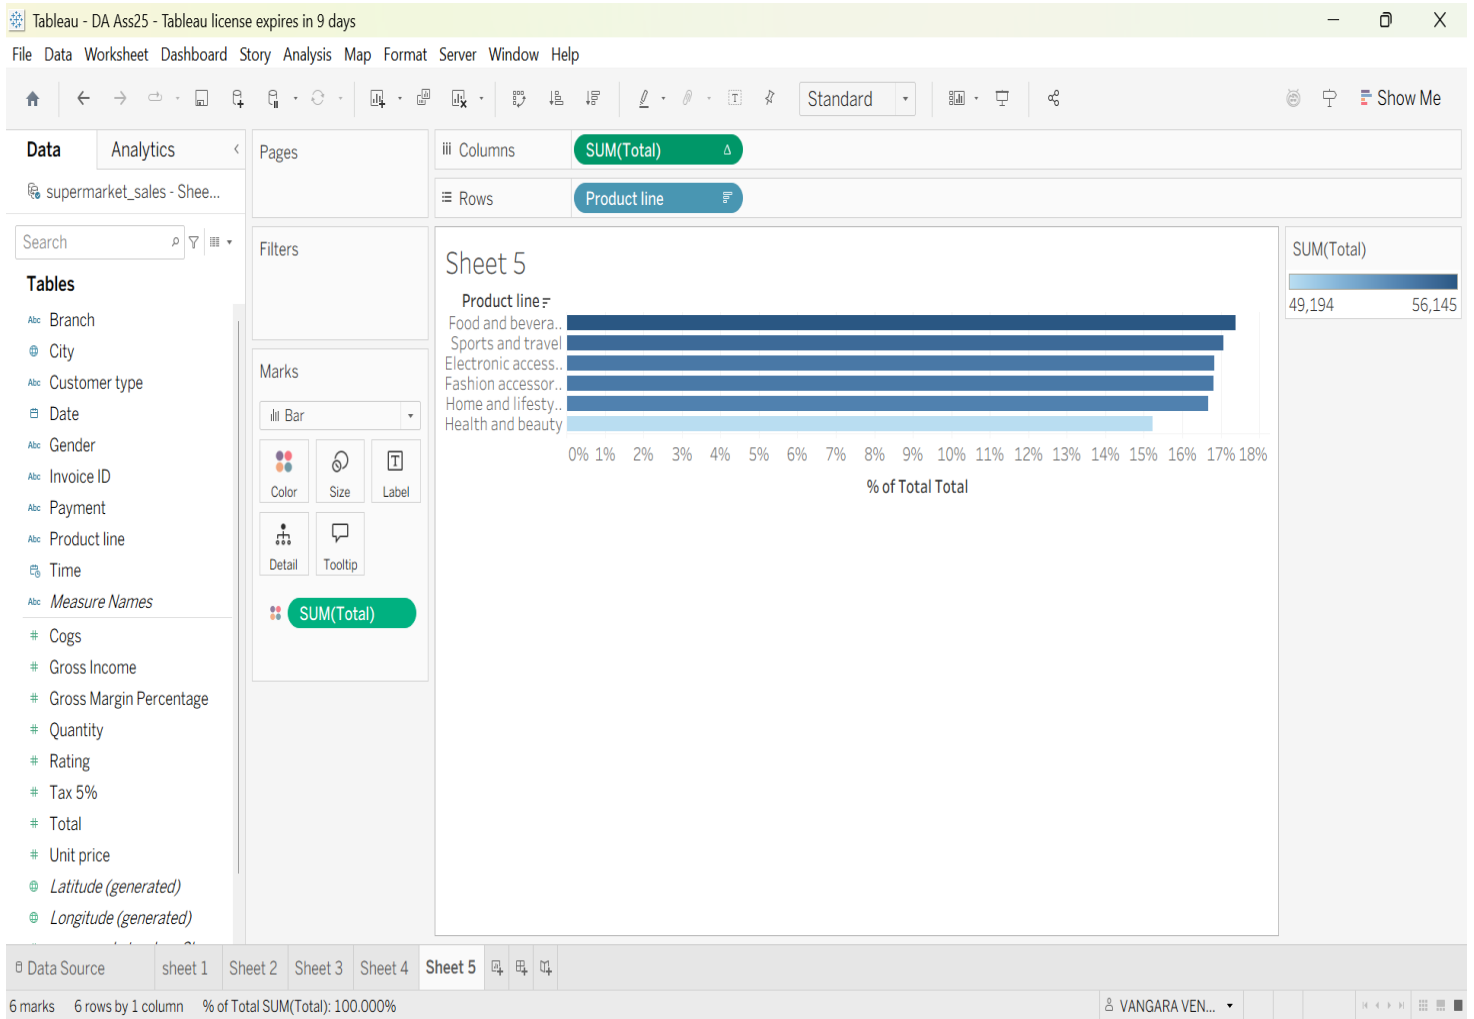 Tableau - DA Ass25 - Tableau license expires in 9 days
File Data Worksheet Dashboard Story Analysis Map Format Server Window Help
Standard
Show Me
Data Analytics
supermarket_sales - Shee...
Search
Tables
Abc Branch
City
Abc Customer type
Date
Abc Gender
Abc Invoice ID
Abc Payment
Abc Product line
Time
Abc Measure Names
# Cogs
# Gross Income
# Gross Margin Percentage
# Quantity
# Rating
# Tax 5%
# Total
# Unit price
Latitude (generated)
Longitude (generated)
Pages
Filters
Marks
Bar
Color Size Label
Detail Tooltip
SUM(Total)
Columns SUM(Total)
Rows Product line
Sheet 5
Product line
Food and bevera..
Sports and travel
Electronic access..
Fashion accessor..
Home and lifesty..
Health and beauty
0% 1% 2% 3% 4% 5% 6% 7% 8% 9% 10% 11% 12% 13% 14% 15% 16% 17% 18%
% of Total Total
SUM(Total)
49,194 56,145
Data Source sheet 1 Sheet 2 Sheet 3 Sheet 4 Sheet 5
6 marks 6 rows by 1 column % of Total SUM(Total): 100.000%
VANGARA VEN...